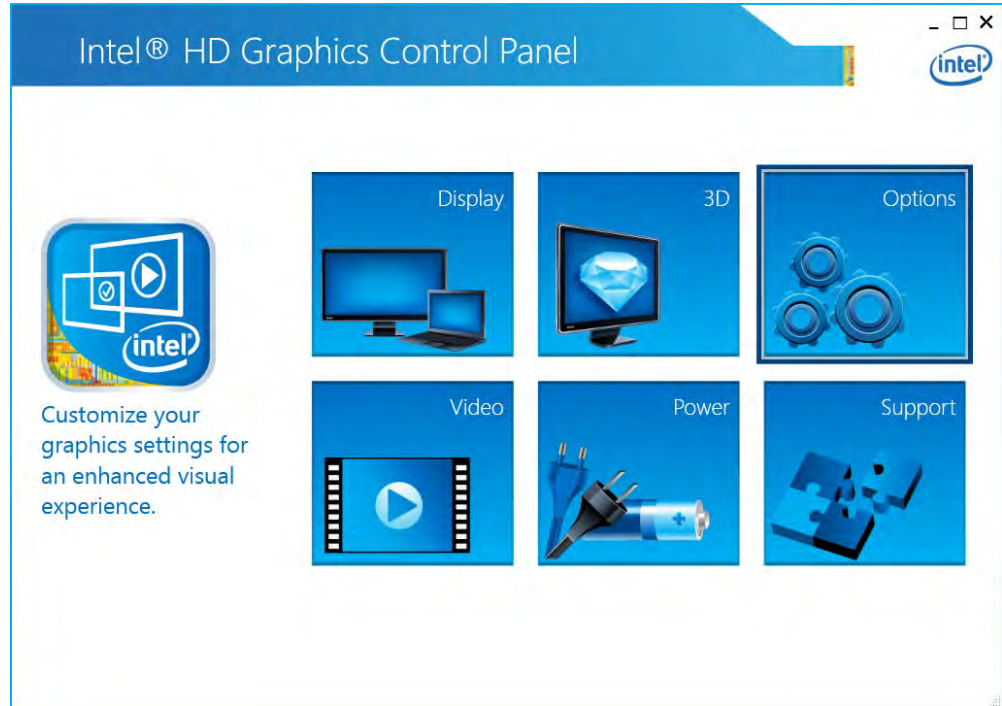 Intel® HD Graphics Control Panel
intel®
Display
3D
Options
intel®
Customize your
graphics settings for
an enhanced visual
experience.
Video
Power
Support